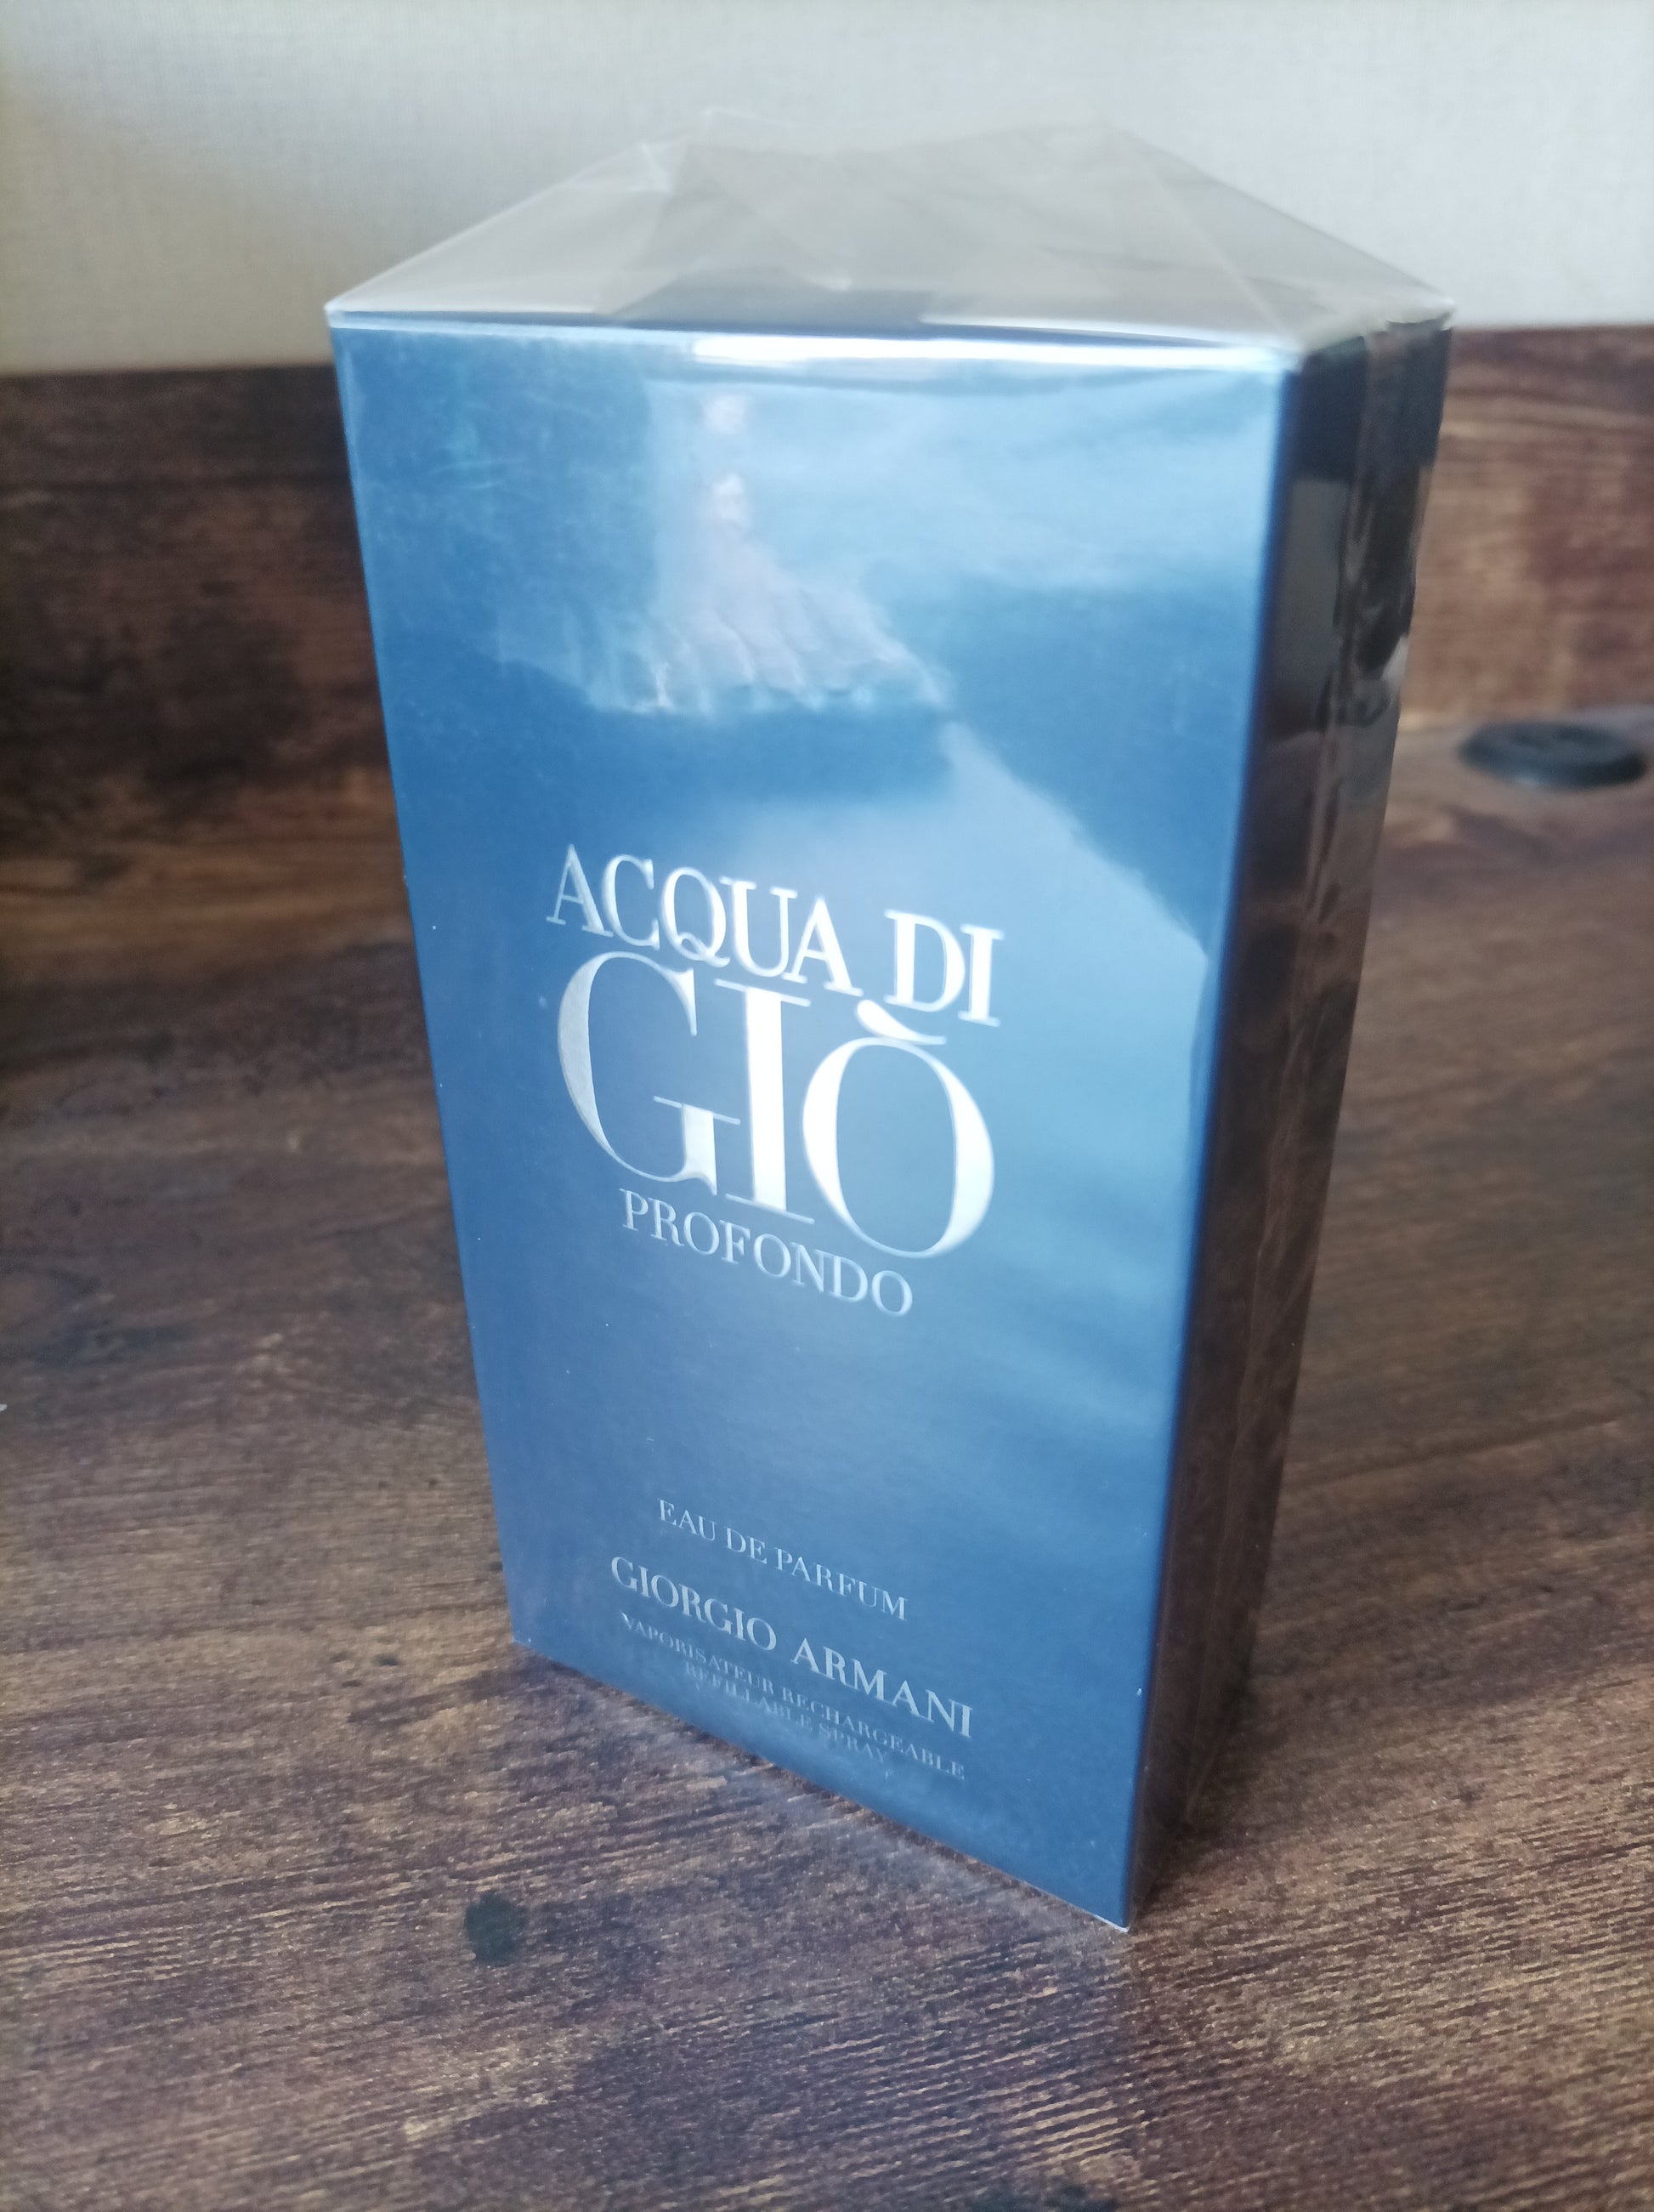 ACQUA DI
GIÒ
PROFONDO
EAU DE PARFUM
GIORGIO ARMANI
VAPORISATEUR RECHARGEABLE
REFILLABLE SPRAY